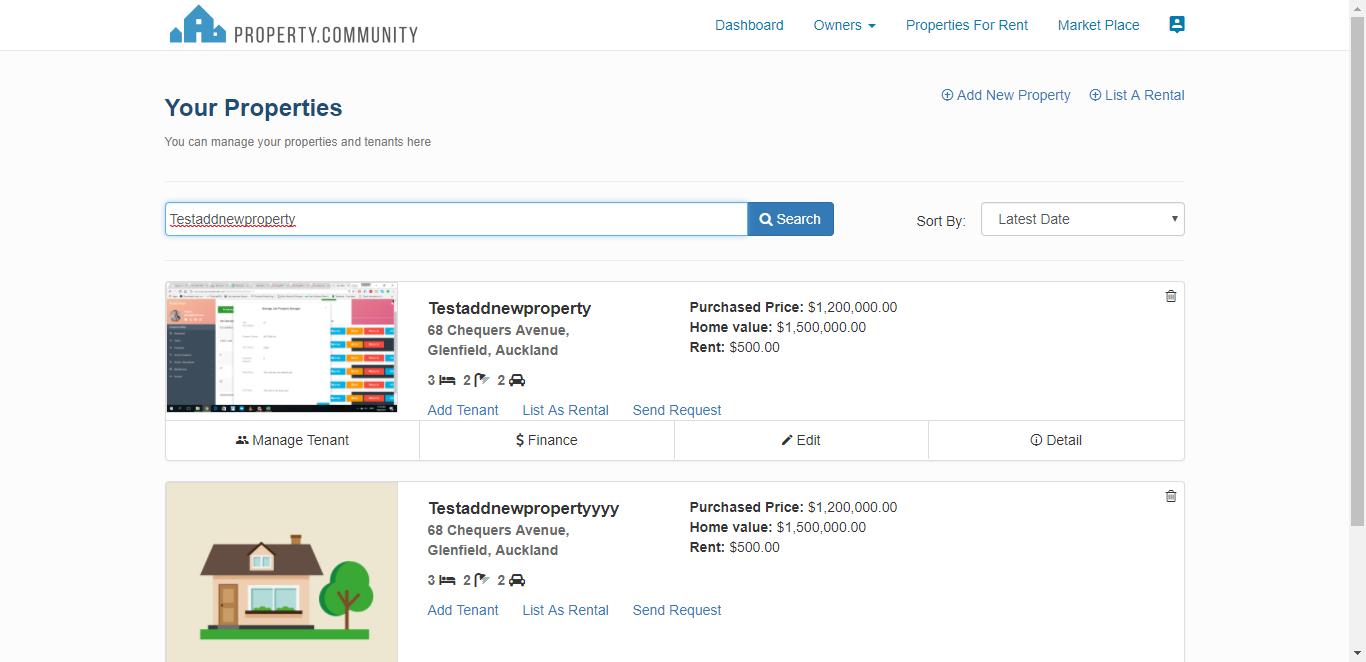 PROPERTY.COMMUNITY
Dashboard Owners Properties For Rent Market Place
Your Properties
Add New Property List A Rental
You can manage your properties and tenants here
Testaddnewproperty Search Sort By: Latest Date
Testaddnewproperty
68 Chequers Avenue,
Glenfield, Auckland
3 2 2
Add Tenant List As Rental Send Request
Purchased Price: $1,200,000.00
Home value: $1,500,000.00
Rent: $500.00
Manage Tenant $ Finance Edit Detail
Testaddnewpropertyyyy
68 Chequers Avenue,
Glenfield, Auckland
3 2 2
Add Tenant List As Rental Send Request
Purchased Price: $1,200,000.00
Home value: $1,500,000.00
Rent: $500.00